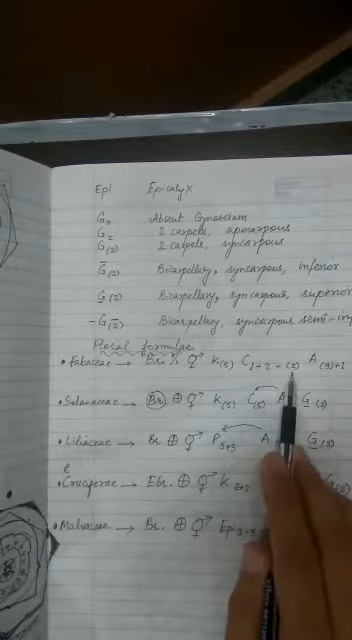 Epi Epicalyx
G₀ Absent Gynoecium
G₂ 2 carpels, apocarpous
G₍₂₎ 2 carpels, syncarpous
G̅₍₂₎ Bicarpellary, syncarpous, inferior
G̲₍₂₎ Bicarpellary, syncarpous, superior
-G₍₂₎ Bicarpellary, syncarpous semi-in
Floral formulae
• Fabaceae → Br. % ⚥ K₍₅₎ C₁₊₂₊₍₂₎ A₍₉₎₊₁
• Solanaceae → (Br) ⊕ ⚥ K₍₅₎ C₍₅₎ A G̲₍₂₎
• Liliaceae → Br ⊕ ⚥ P₃₊₃ A G̲₍₃₎
• Cruciferae → Ebr. ⊕ ⚥ K₂₊₂
• Malvaceae → Br. ⊕ ⚥ Epi